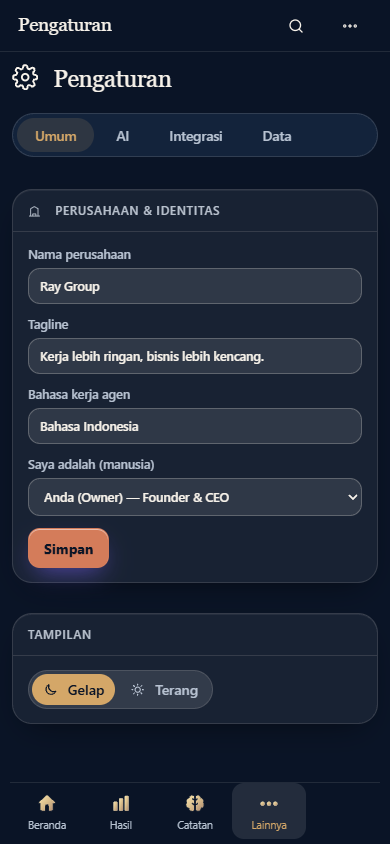 Pengaturan
Pengaturan
Umum AI Integrasi Data
PERUSAHAAN & IDENTITAS
Nama perusahaan
Ray Group
Tagline
Kerja lebih ringan, bisnis lebih kencang.
Bahasa kerja agen
Bahasa Indonesia
Saya adalah (manusia)
Anda (Owner) — Founder & CEO
Simpan
TAMPILAN
Gelap Terang
Beranda Hasil Catatan Lainnya